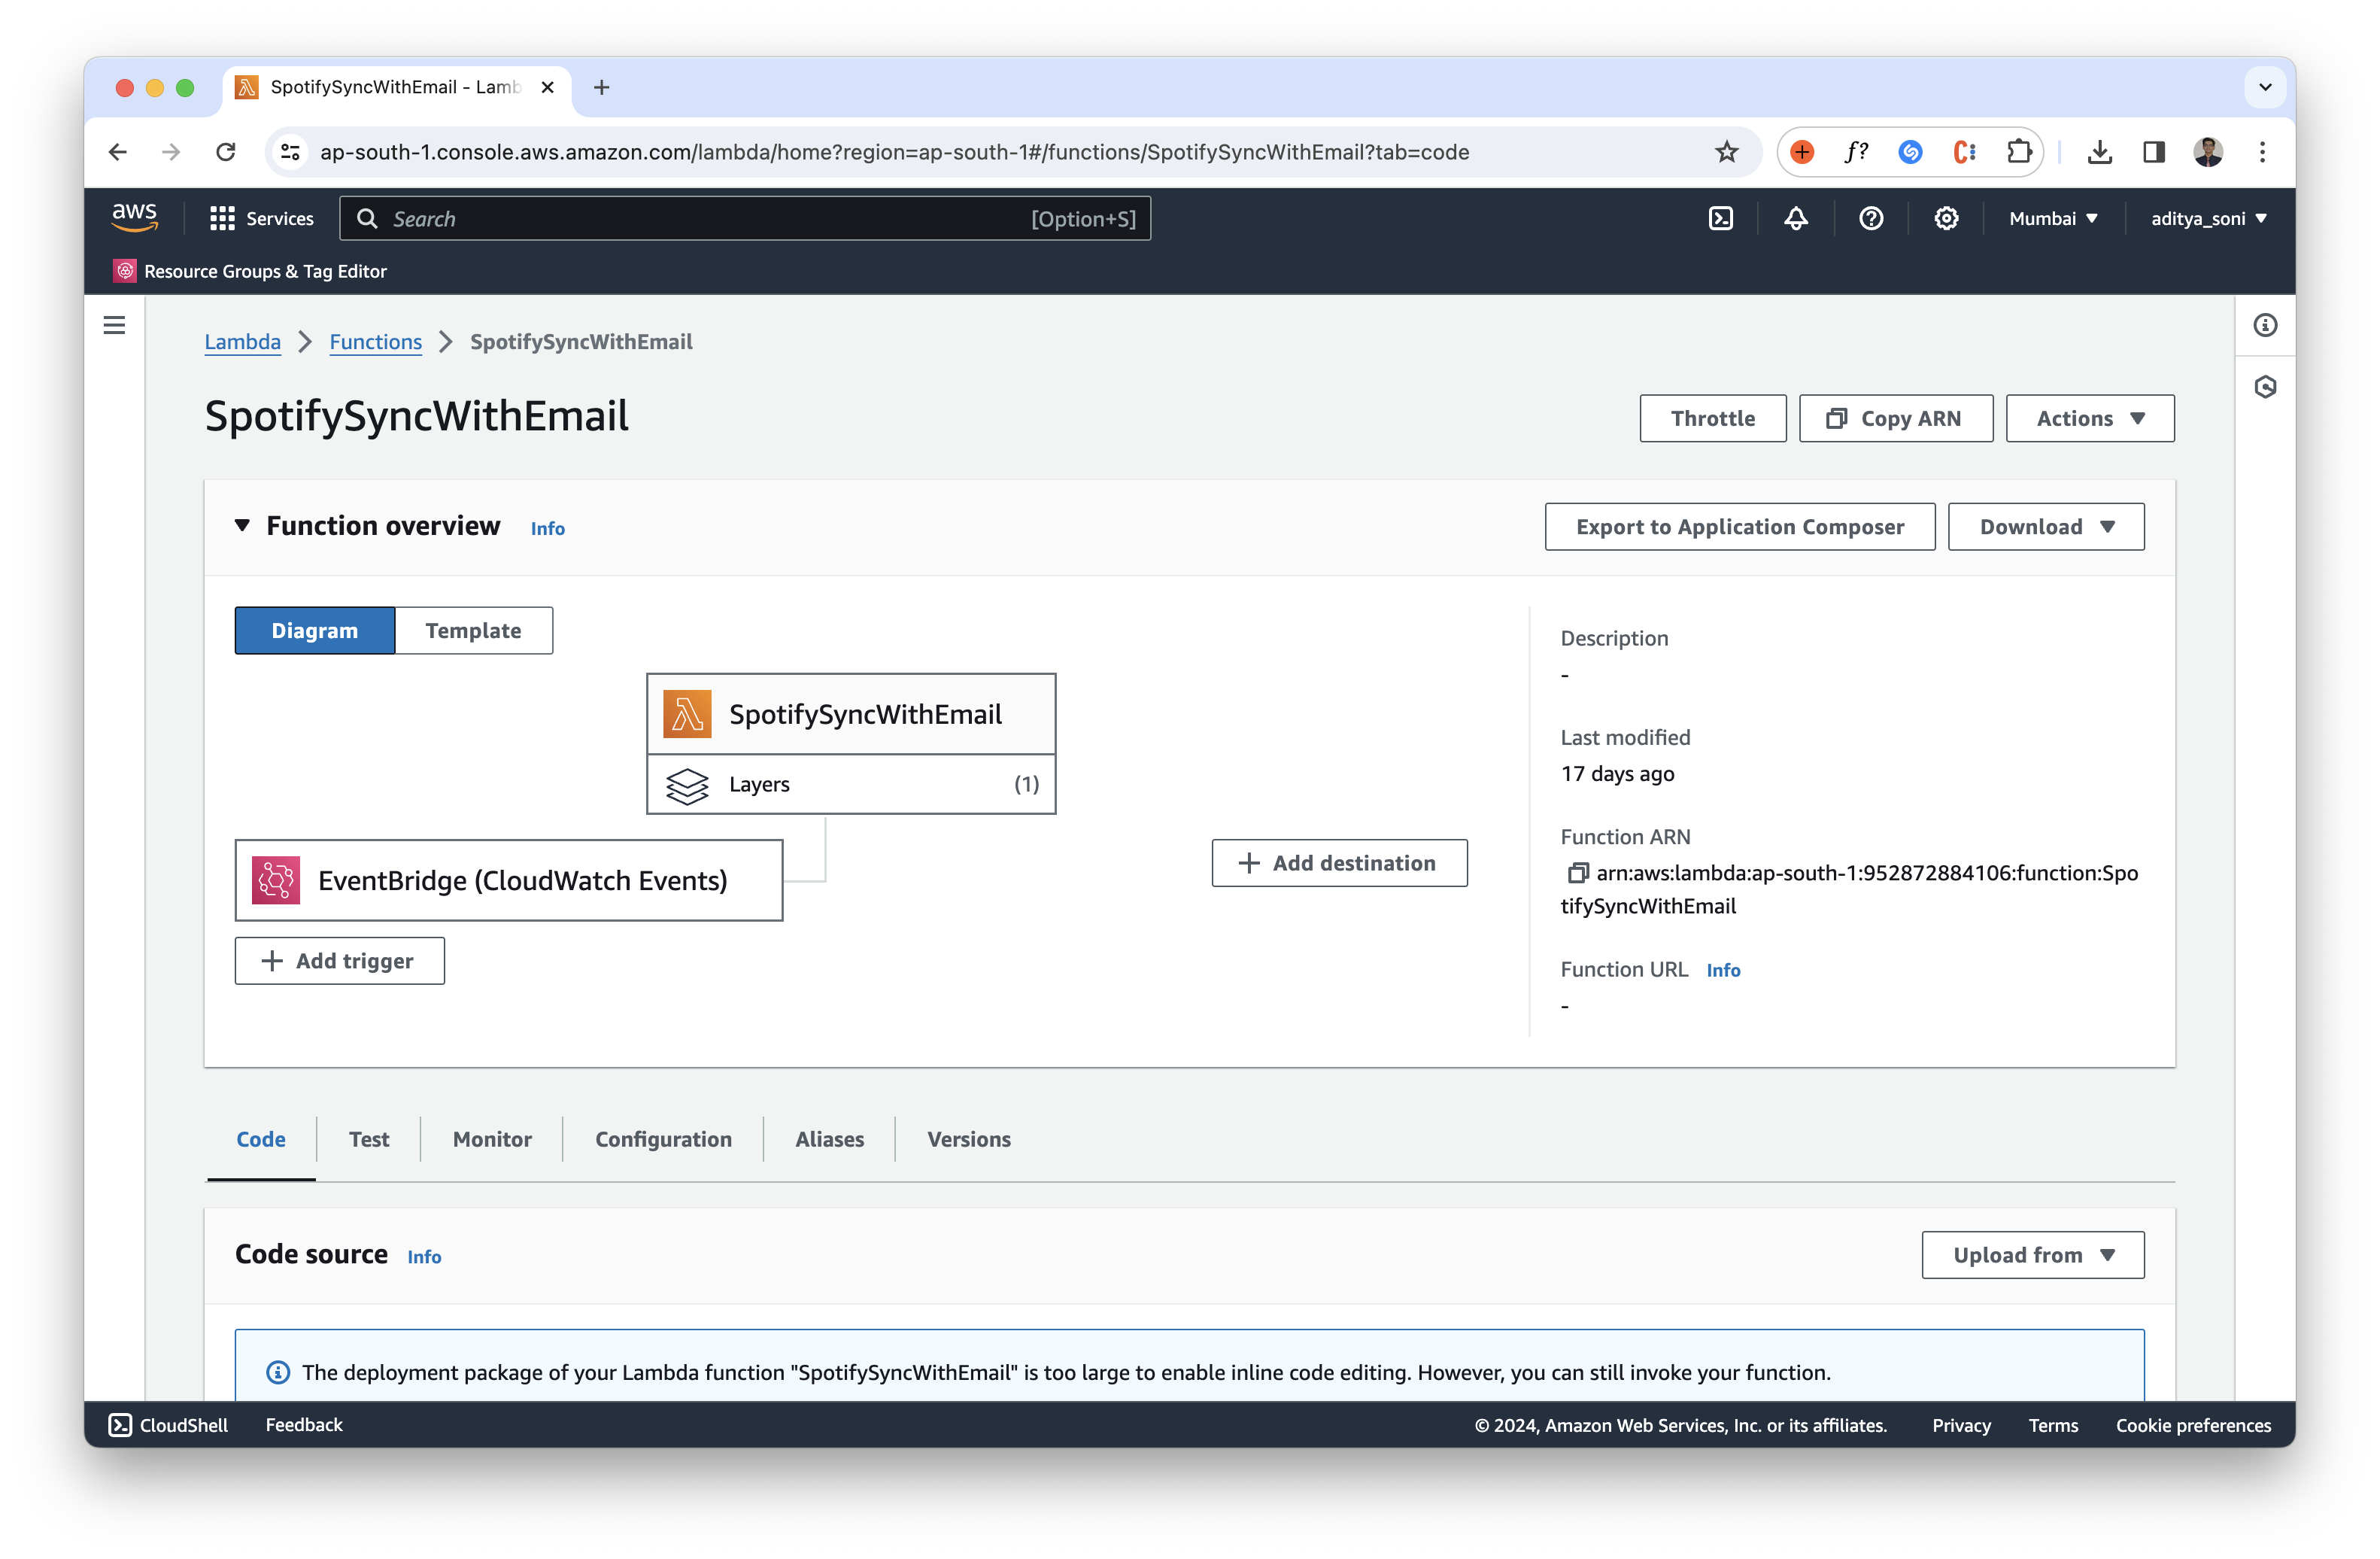 SpotifySyncWithEmail - Lamb
ap-south-1.console.aws.amazon.com/lambda/home?region=ap-south-1#/functions/SpotifySyncWithEmail?tab=code
f?
aws
Services
Search
[Option+S]
Mumbai
aditya_soni
Resource Groups & Tag Editor
Lambda
Functions
SpotifySyncWithEmail
SpotifySyncWithEmail
Throttle
Copy ARN
Actions
Function overview
Info
Export to Application Composer
Download
Diagram
Template
SpotifySyncWithEmail
Layers
(1)
EventBridge (CloudWatch Events)
Add trigger
Add destination
Description
-
Last modified
17 days ago
Function ARN
arn:aws:lambda:ap-south-1:952872884106:function:Spo
tifySyncWithEmail
Function URL
Info
-
Code
Test
Monitor
Configuration
Aliases
Versions
Code source
Info
Upload from
The deployment package of your Lambda function "SpotifySyncWithEmail" is too large to enable inline code editing. However, you can still invoke your function.
CloudShell
Feedback
© 2024, Amazon Web Services, Inc. or its affiliates.
Privacy
Terms
Cookie preferences